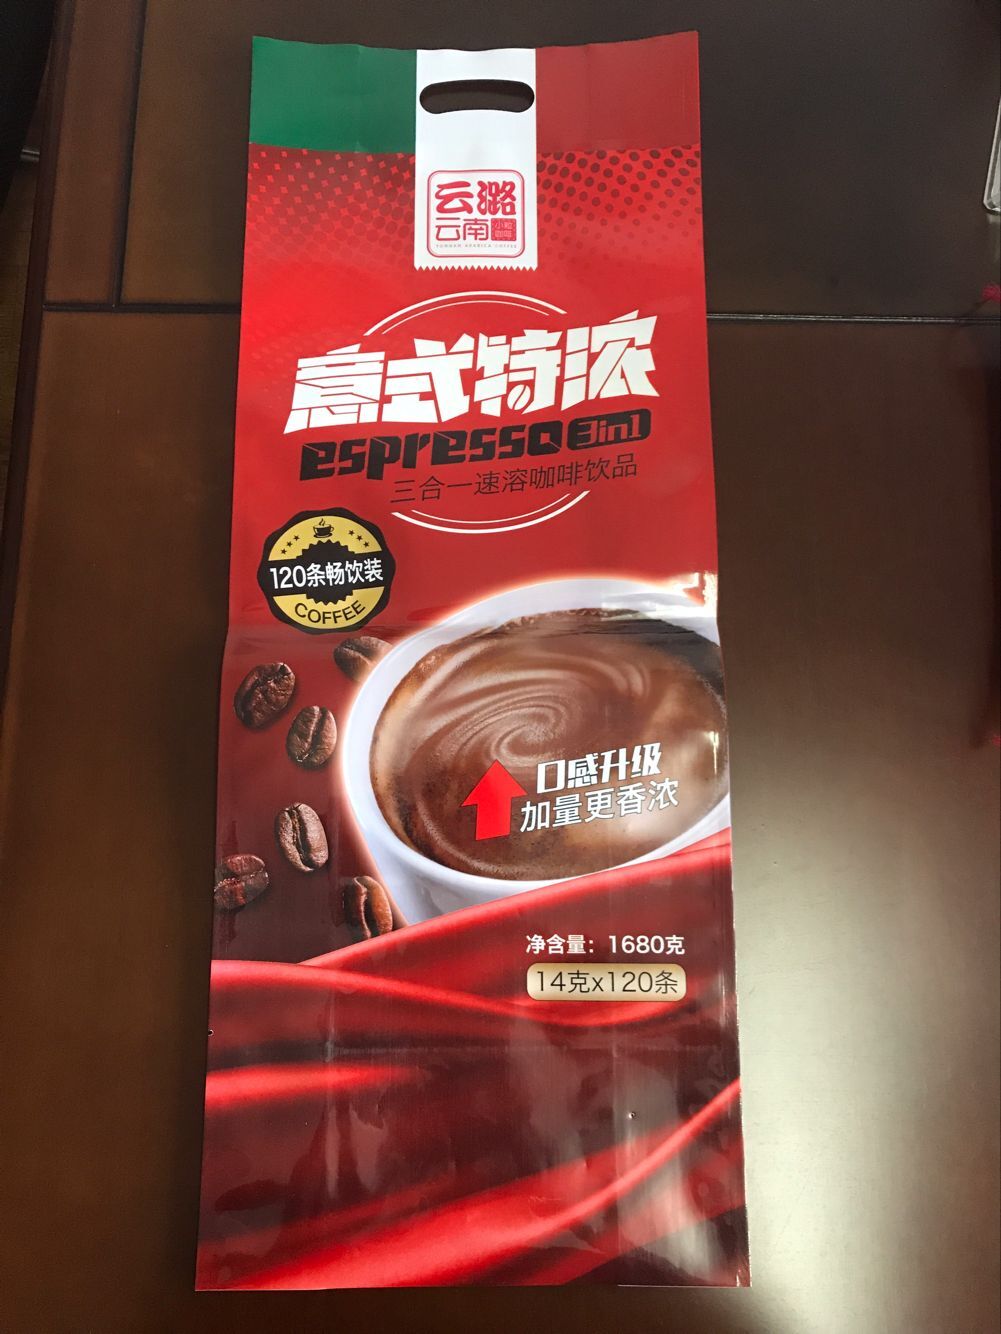 云潞
云南 小粒咖啡
YUNNAN ARABICA COFFEE
意式特浓
espresso 3in1
三合一速溶咖啡饮品
120条畅饮装
COFFEE
口感升级
加量更香浓
净含量：1680克
14克x120条